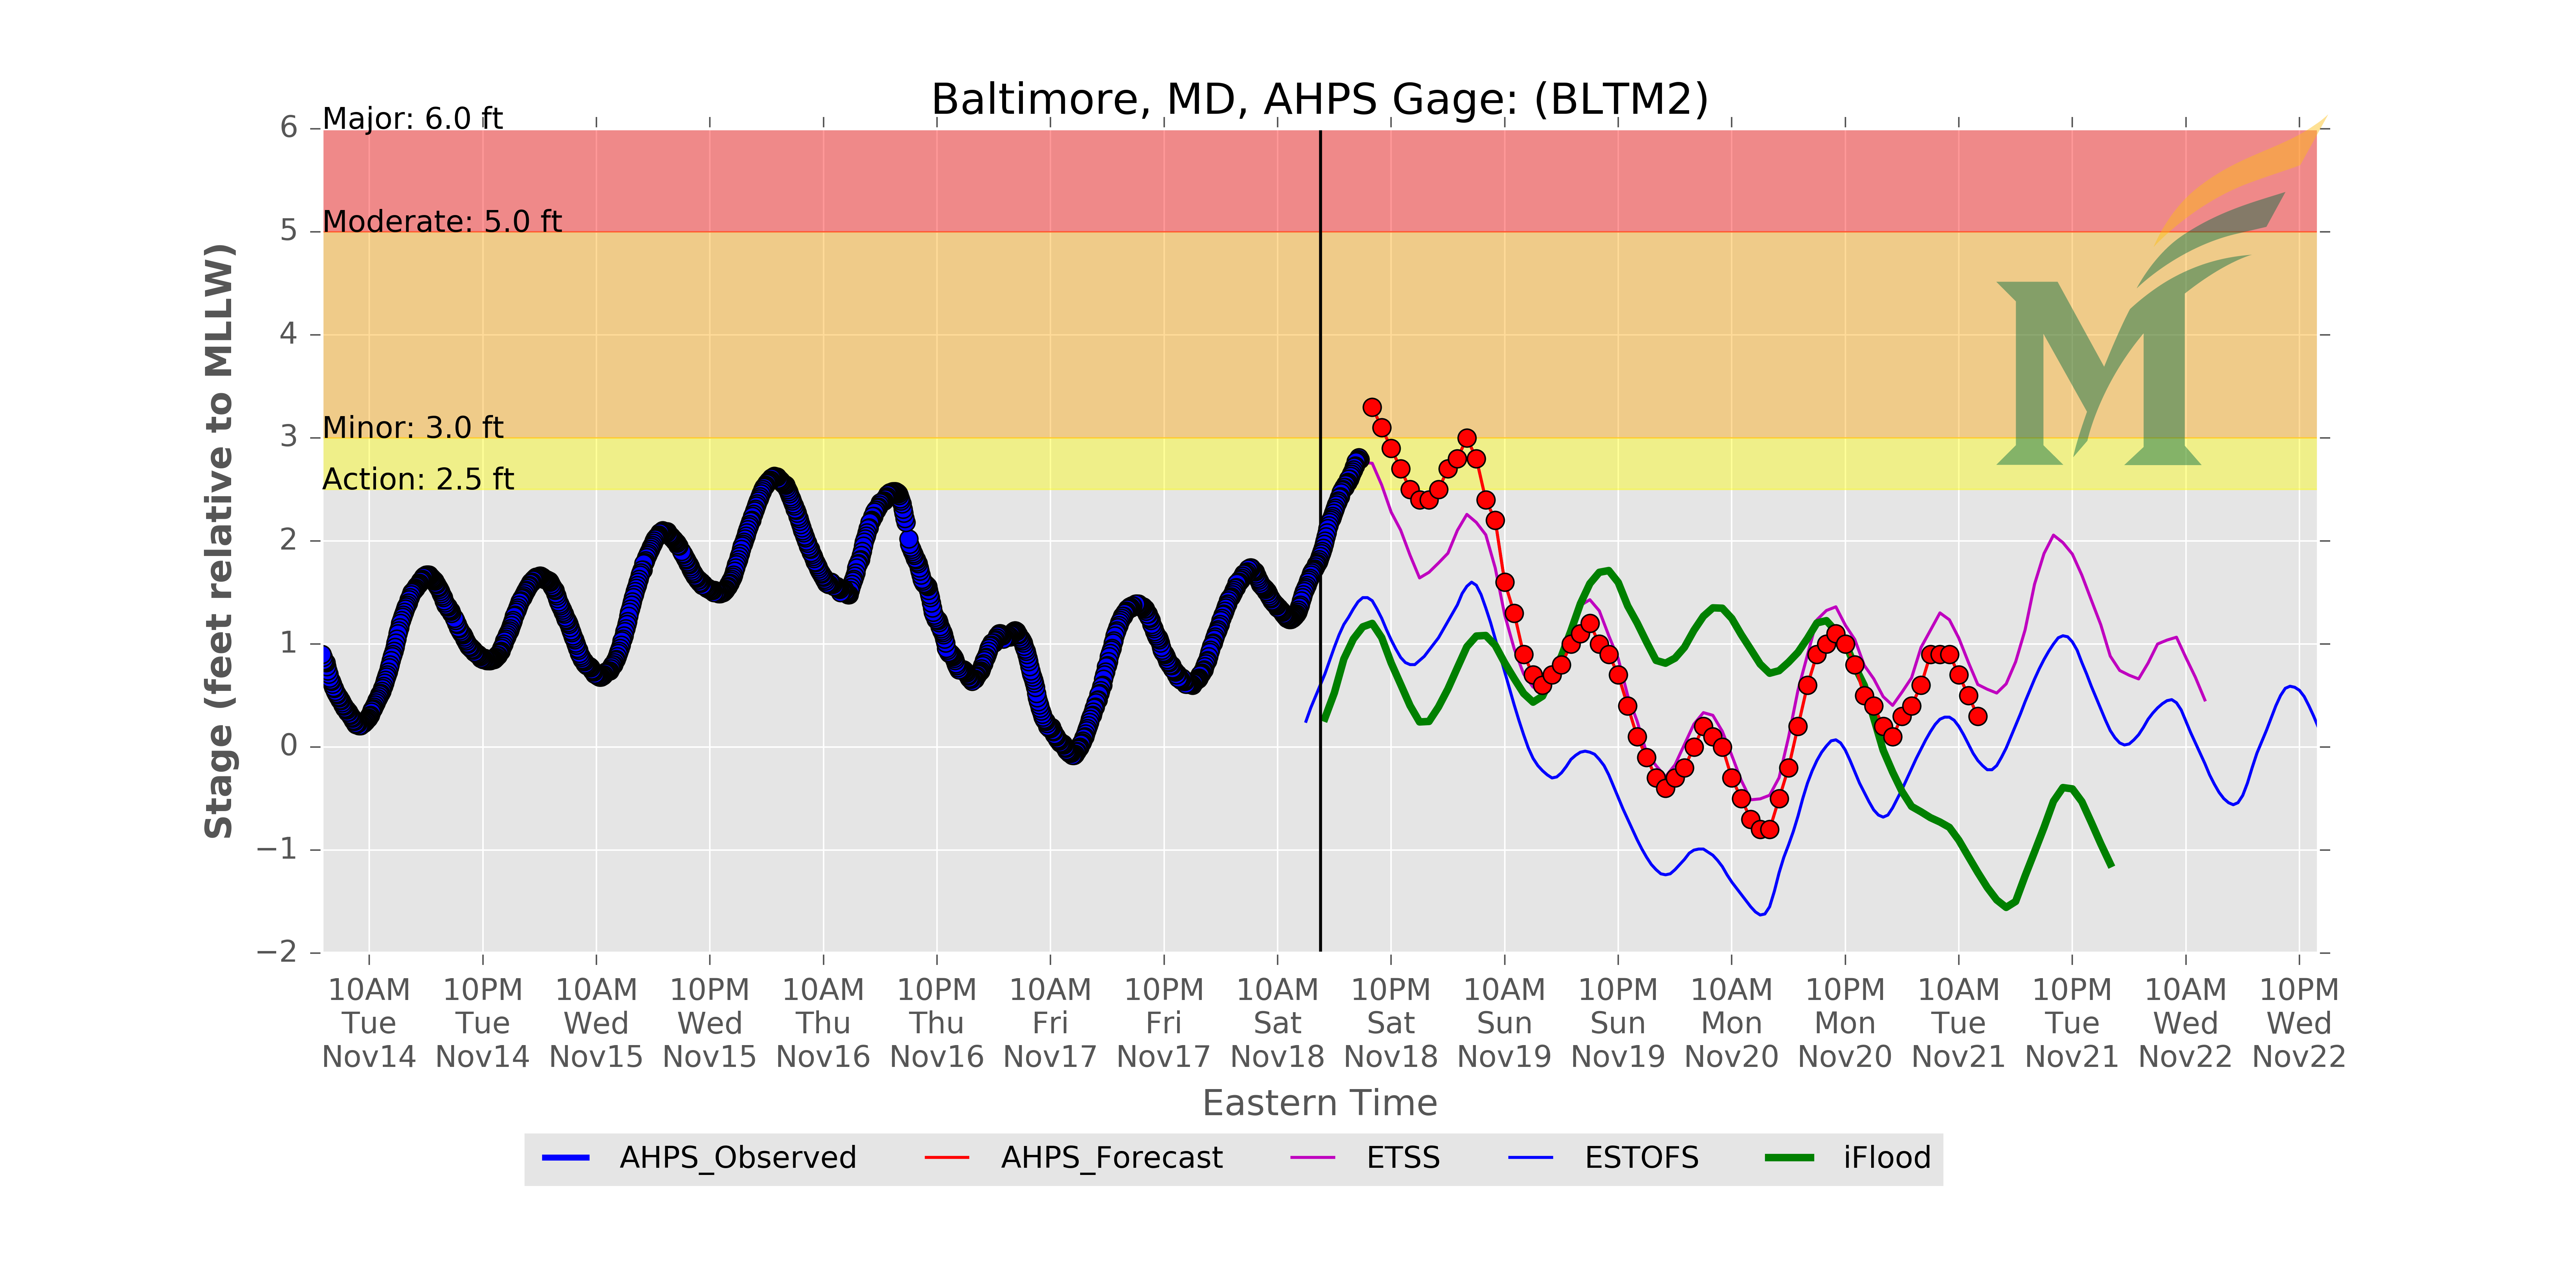 Baltimore, MD, AHPS Gage: (BLTM2)
Major: 6.0 ft
Moderate: 5.0 ft
Minor: 3.0 ft
Action: 2.5 ft
6
5
4
3
2
1
0
−1
−2
Stage (feet relative to MLLW)
10AM 10PM 10AM 10PM 10AM 10PM 10AM 10PM 10AM 10PM 10AM 10PM 10AM 10PM 10AM 10PM 10AM 10PM
Tue Tue Wed Wed Thu Thu Fri Fri Sat Sat Sun Sun Mon Mon Tue Tue Wed Wed
Nov14 Nov14 Nov15 Nov15 Nov16 Nov16 Nov17 Nov17 Nov18 Nov18 Nov19 Nov19 Nov20 Nov20 Nov21 Nov21 Nov22 Nov22
Eastern Time
AHPS_Observed AHPS_Forecast ETSS ESTOFS iFlood
M